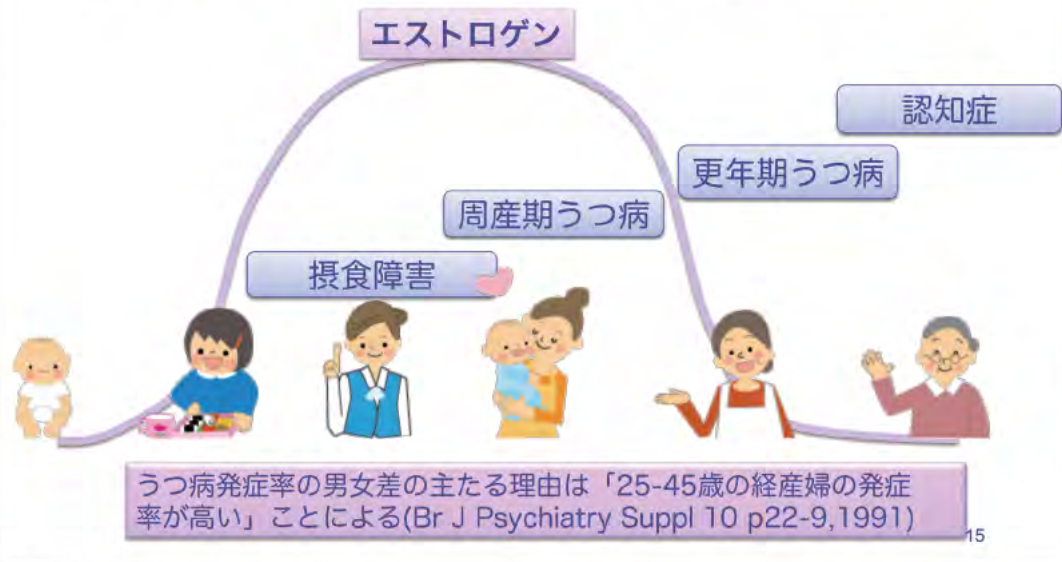 エストロゲン
認知症
更年期うつ病
周産期うつ病
摂食障害
うつ病発症率の男女差の主たる理由は「25-45歳の経産婦の発症
率が高い」ことによる(Br J Psychiatry Suppl 10 p22-9,1991)
15